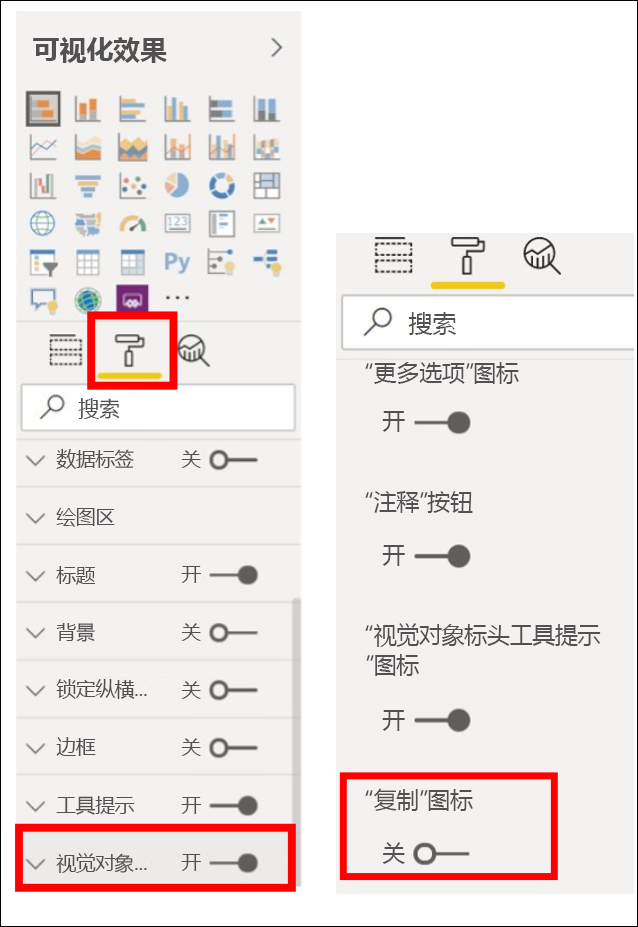 可视化效果
123
Py
搜索
数据标签 关
绘图区
标题 开
背景 关
锁定纵横... 关
边框 关
工具提示 开
视觉对象... 开
搜索
“更多选项”图标
开
“注释”按钮
开
“视觉对象标头工具提示
“图标
开
“复制”图标
关